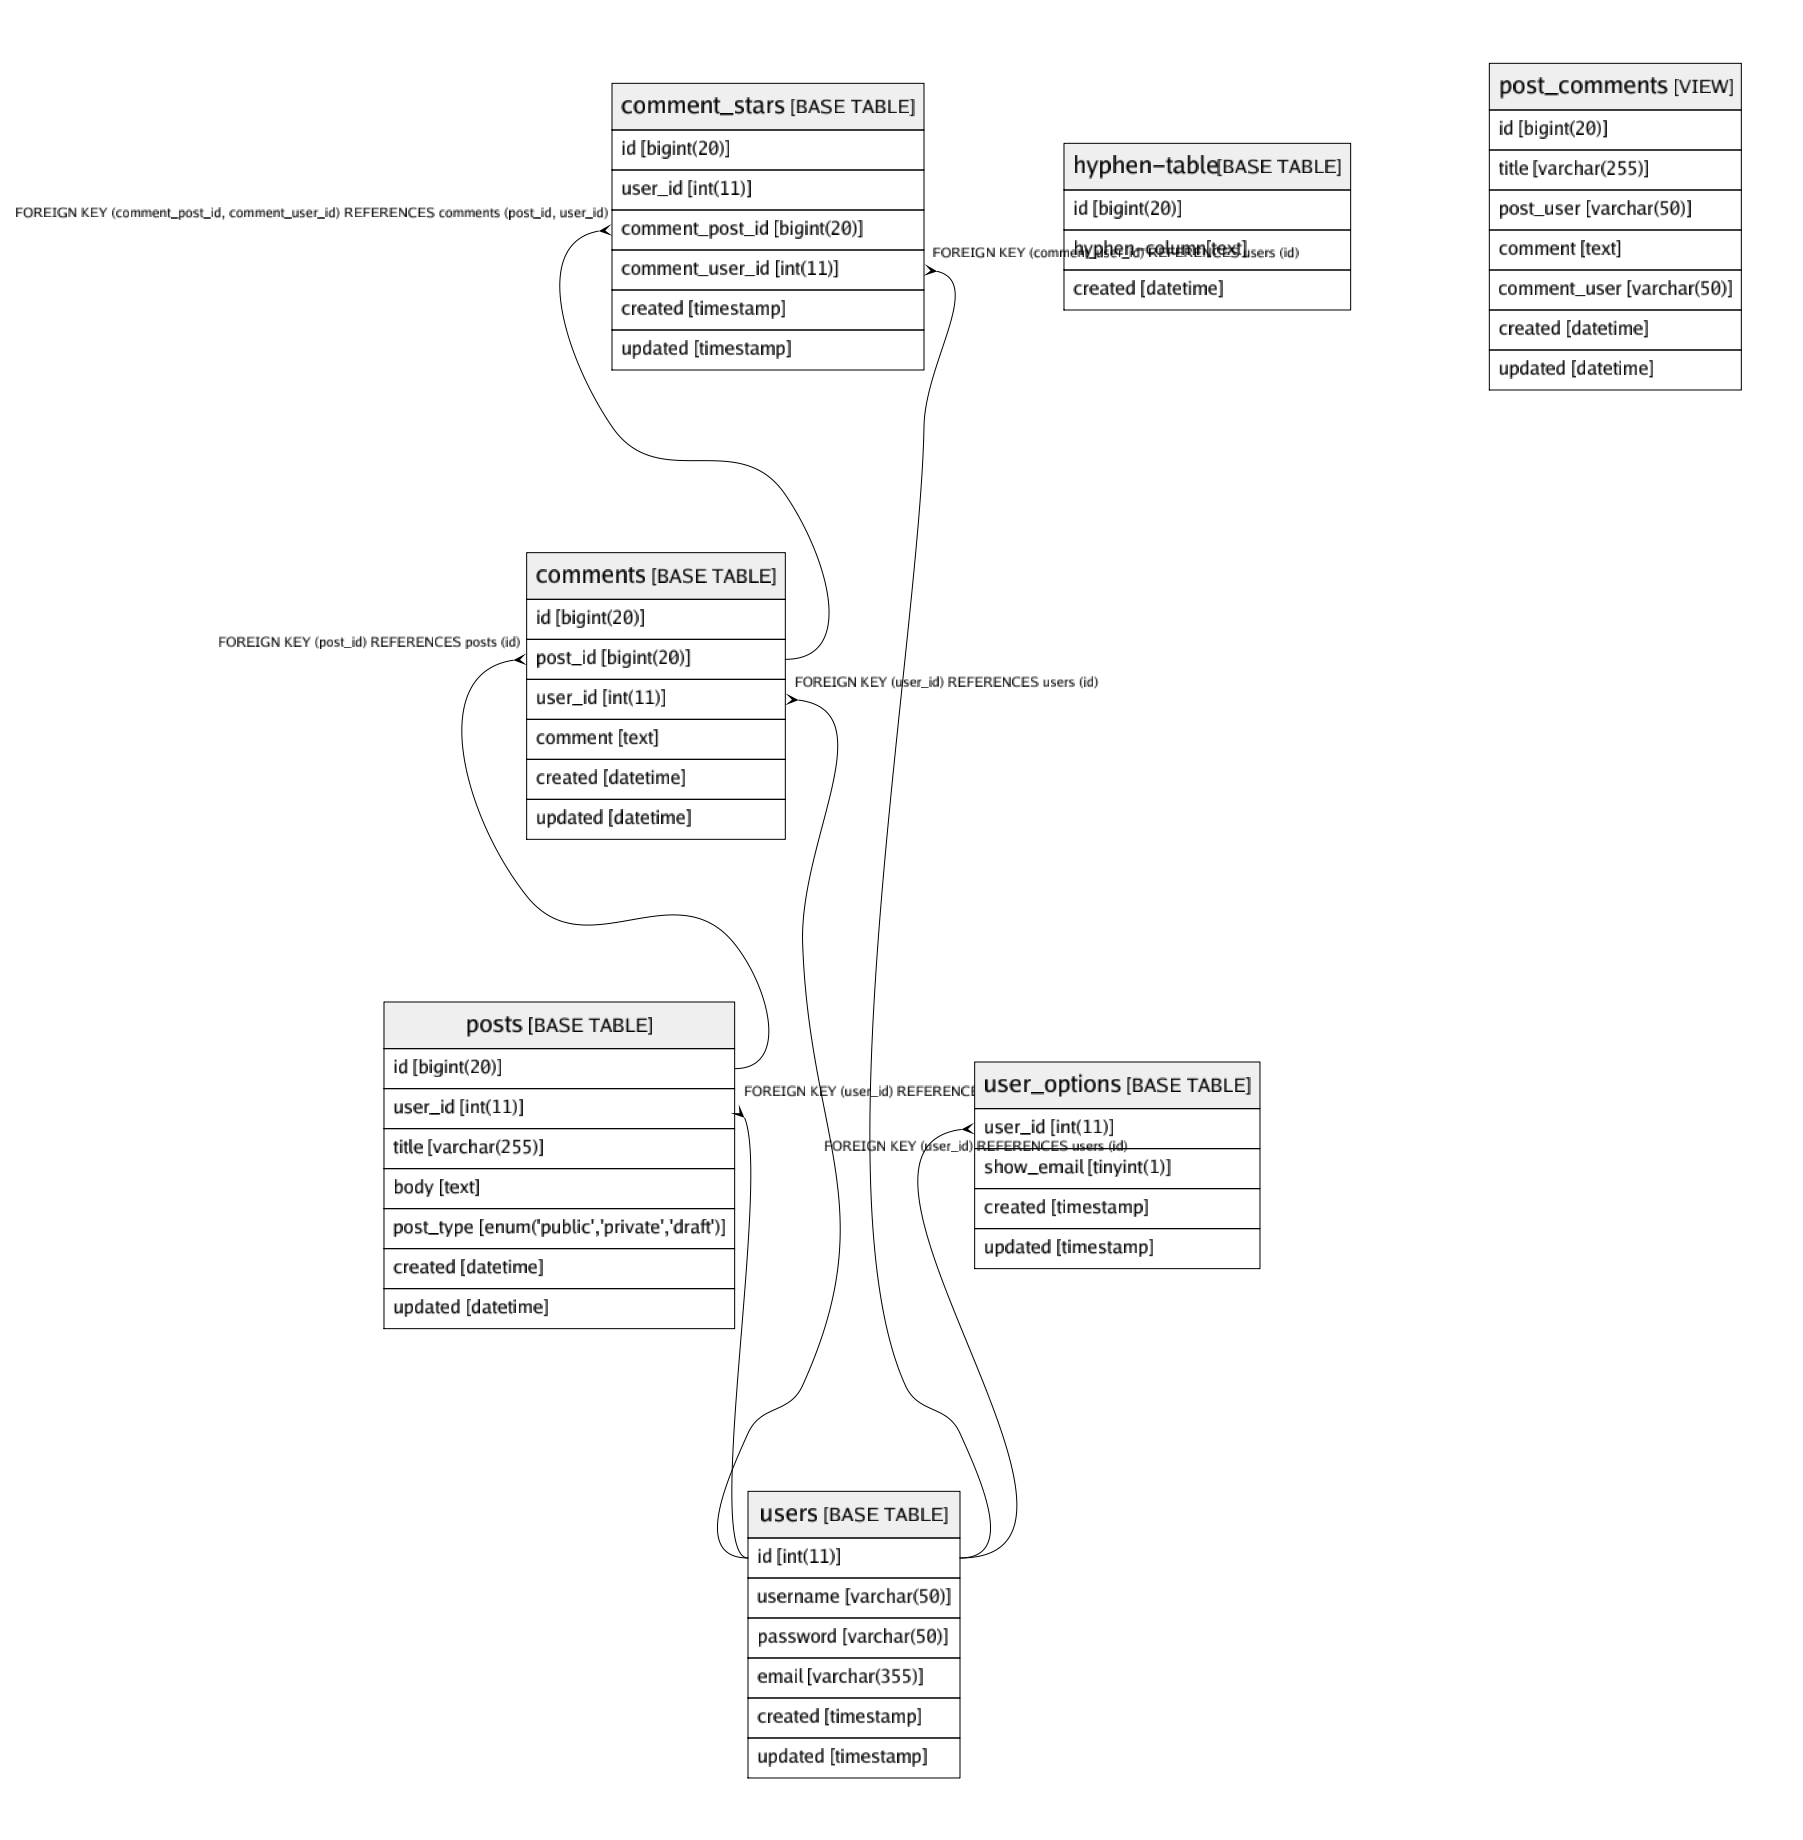 comment_stars [BASE TABLE]
id [bigint(20)]
user_id [int(11)]
comment_post_id [bigint(20)]
comment_user_id [int(11)]
created [timestamp]
updated [timestamp]
FOREIGN KEY (comment_post_id, comment_user_id) REFERENCES comments (post_id, user_id)
FOREIGN KEY (comment_user_id) REFERENCES users (id)
hyphen-table [BASE TABLE]
id [bigint(20)]
hyphen-column [text]
created [datetime]
post_comments [VIEW]
id [bigint(20)]
title [varchar(255)]
post_user [varchar(50)]
comment [text]
comment_user [varchar(50)]
created [datetime]
updated [datetime]
comments [BASE TABLE]
id [bigint(20)]
post_id [bigint(20)]
user_id [int(11)]
comment [text]
created [datetime]
updated [datetime]
FOREIGN KEY (post_id) REFERENCES posts (id)
FOREIGN KEY (user_id) REFERENCES users (id)
posts [BASE TABLE]
id [bigint(20)]
user_id [int(11)]
title [varchar(255)]
body [text]
post_type [enum('public','private','draft')]
created [datetime]
updated [datetime]
FOREIGN KEY (user_id)
user_options [BASE TABLE]
user_id [int(11)]
show_email [tinyint(1)]
created [timestamp]
updated [timestamp]
FOREIGN KEY (user_id) REFERENCES users (id)
users [BASE TABLE]
id [int(11)]
username [varchar(50)]
password [varchar(50)]
email [varchar(355)]
created [timestamp]
updated [timestamp]